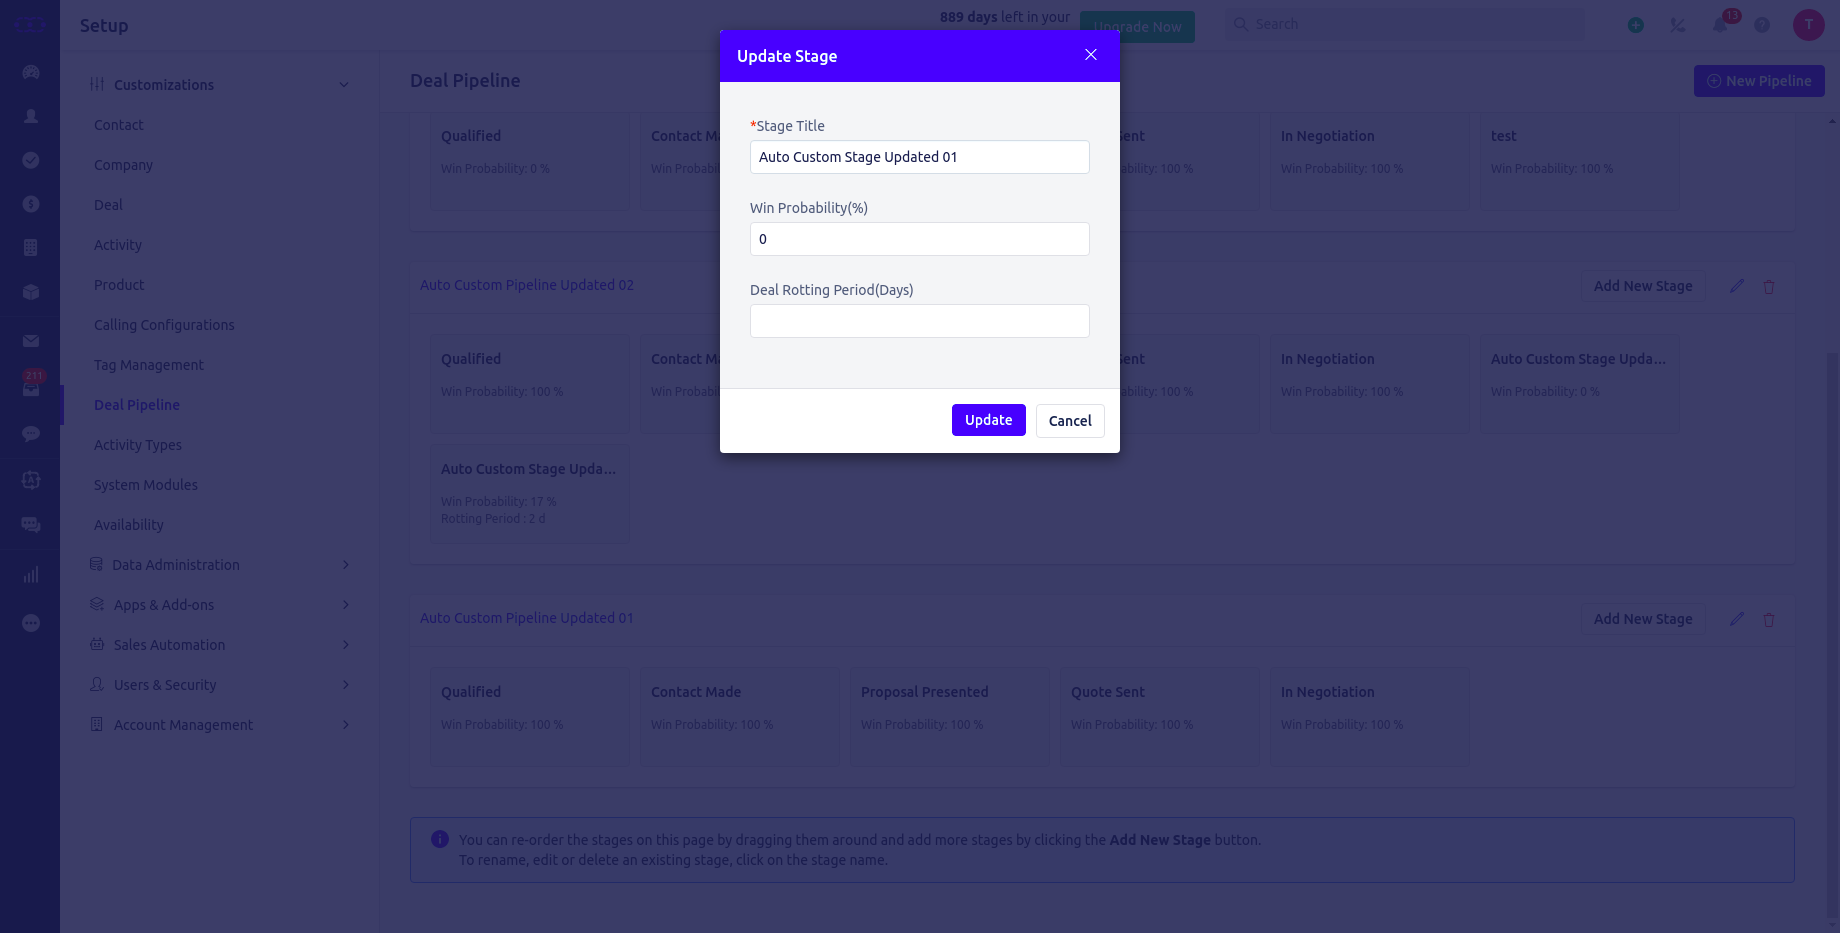 Setup
889 days left in your
Upgrade Now
Search
13
T
Customizations
Contact
Company
Deal
Activity
Product
Calling Configurations
Tag Management
211
Deal Pipeline
Activity Types
System Modules
Availability
Data Administration
Apps & Add-ons
Sales Automation
Users & Security
Account Management
Deal Pipeline
New Pipeline
Qualified
Win Probability: 0 %
Contact Ma
Win Probabil
Sent
ability: 100 %
In Negotiation
Win Probability: 100 %
test
Win Probability: 100 %
Auto Custom Pipeline Updated 02
Add New Stage
Qualified
Win Probability: 100 %
Contact Ma
Win Probabil
Sent
ability: 100 %
In Negotiation
Win Probability: 100 %
Auto Custom Stage Upda...
Win Probability: 0 %
Auto Custom Stage Upda...
Win Probability: 17 %
Rotting Period : 2 d
Auto Custom Pipeline Updated 01
Add New Stage
Qualified
Win Probability: 100 %
Contact Made
Win Probability: 100 %
Proposal Presented
Win Probability: 100 %
Quote Sent
Win Probability: 100 %
In Negotiation
Win Probability: 100 %
You can re-order the stages on this page by dragging them around and add more stages by clicking the Add New Stage button.
To rename, edit or delete an existing stage, click on the stage name.
Update Stage
*Stage Title
Auto Custom Stage Updated 01
Win Probability(%)
0
Deal Rotting Period(Days)
Update
Cancel